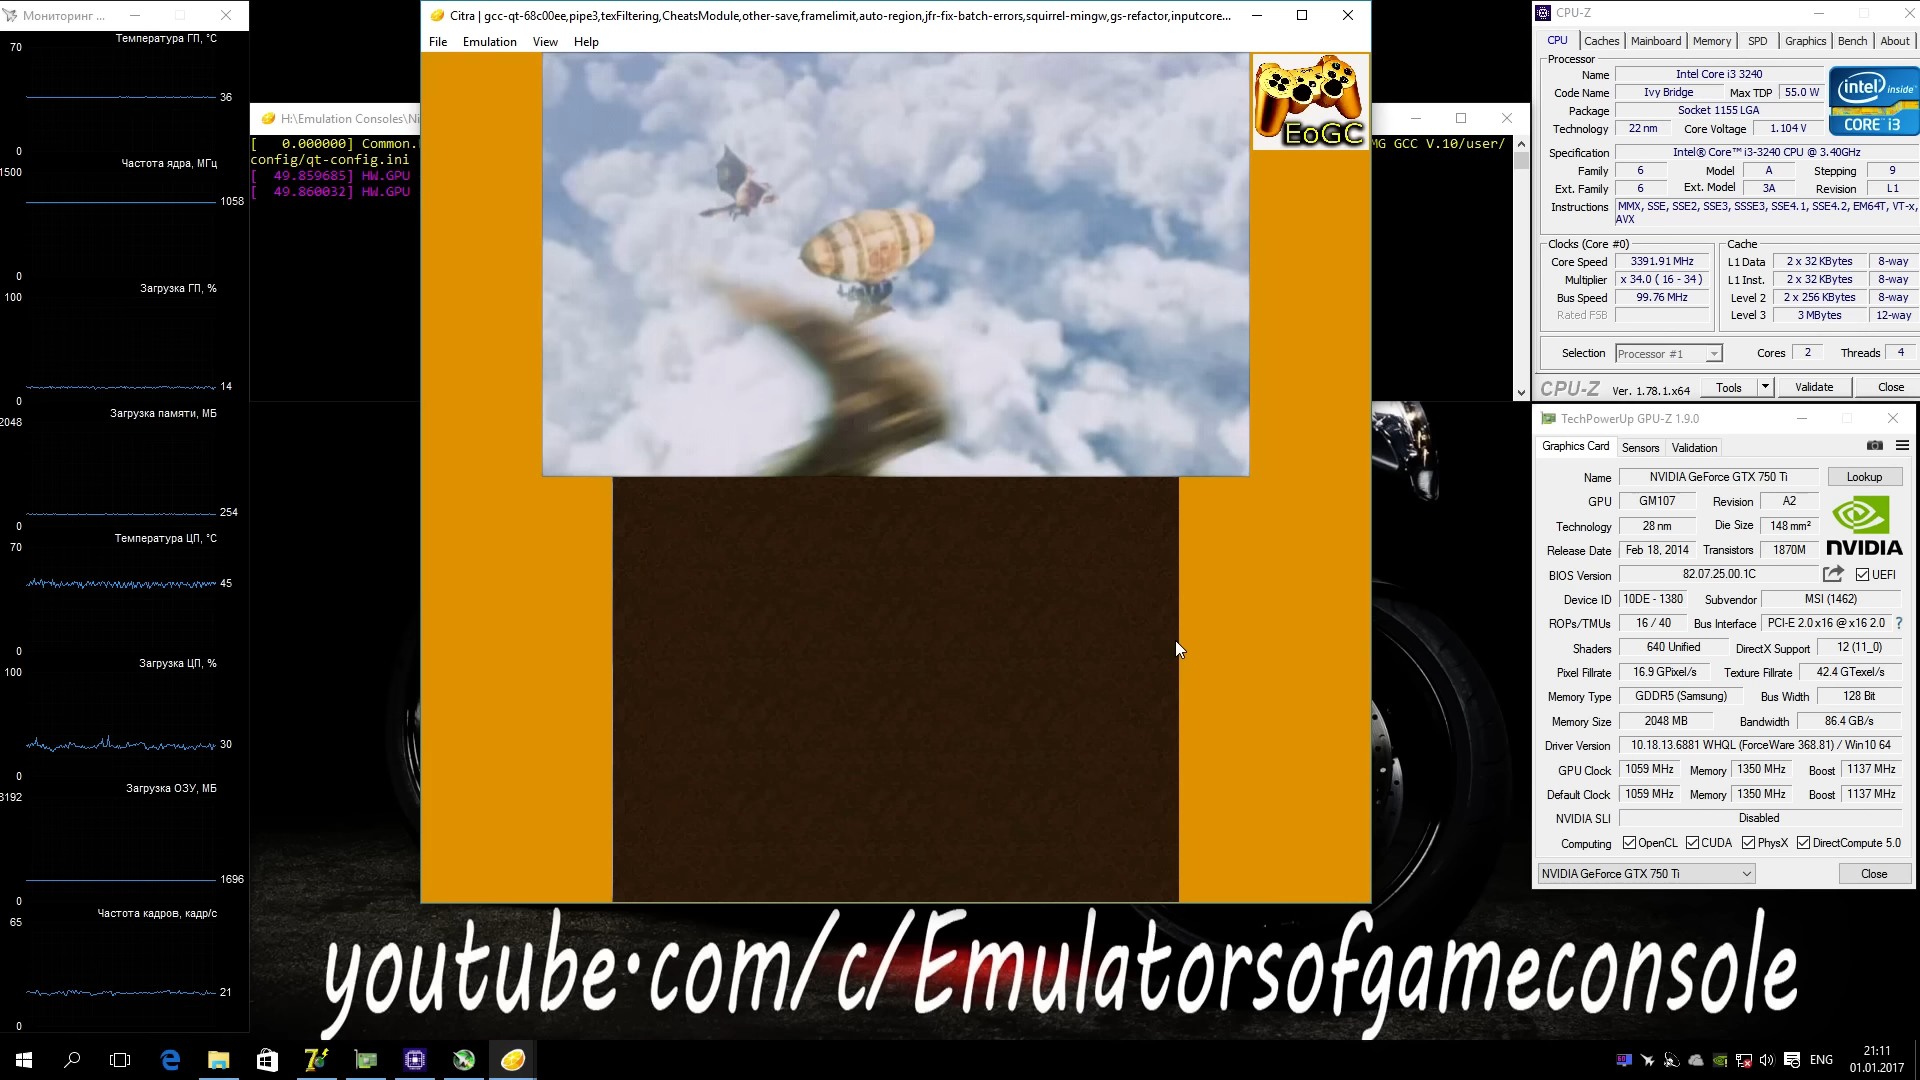 Мониторинг ...
Температура ГП, °C
70
36
0
Частота ядра, МГц
1500
1058
0
Загрузка ГП, %
100
14
0
Загрузка памяти, МБ
2048
254
0
Температура ЦП, °C
70
45
0
Загрузка ЦП, %
100
30
0
Загрузка ОЗУ, МБ
8192
1696
0
Частота кадров, кадр/с
65
21
0
H:\Emulation Consoles\Ni
[ 0.000000] Common.
MG GCC V.10/user/
config/qt-config.ini
[ 49.859685] HW.GPU
[ 49.860032] HW.GPU
Citra | gcc-qt-68c00ee,pipe3,texFiltering,CheatsModule,other-save,framelimit,auto-region,jfr-fix-batch-errors,squirrel-mingw,gs-refactor,inputcore...
File Emulation View Help
EoGC
CPU-Z
CPU Caches Mainboard Memory SPD Graphics Bench About
Processor
Name Intel Core i3 3240
Code Name Ivy Bridge Max TDP 55.0 W
Package Socket 1155 LGA
Technology 22 nm Core Voltage 1.104 V
intel inside™
CORE i3
Specification Intel® Core™ i3-3240 CPU @ 3.40GHz
Family 6 Model A Stepping 9
Ext. Family 6 Ext. Model 3A Revision L1
Instructions MMX, SSE, SSE2, SSE3, SSSE3, SSE4.1, SSE4.2, EM64T, VT-x,
AVX
Clocks (Core #0) Cache
Core Speed 3391.91 MHz L1 Data 2 x 32 KBytes 8-way
Multiplier x 34.0 ( 16 - 34 ) L1 Inst. 2 x 32 KBytes 8-way
Bus Speed 99.76 MHz Level 2 2 x 256 KBytes 8-way
Rated FSB Level 3 3 MBytes 12-way
Selection Processor #1 Cores 2 Threads 4
CPU-Z Ver. 1.78.1.x64 Tools Validate Close
TechPowerUp GPU-Z 1.9.0
Graphics Card Sensors Validation
Name NVIDIA GeForce GTX 750 Ti Lookup
GPU GM107 Revision A2
Technology 28 nm Die Size 148 mm²
Release Date Feb 18, 2014 Transistors 1870M
NVIDIA
BIOS Version 82.07.25.00.1C UEFI
Device ID 10DE - 1380 Subvendor MSI (1462)
ROPs/TMUs 16 / 40 Bus Interface PCI-E 2.0 x16 @ x16 2.0 ?
Shaders 640 Unified DirectX Support 12 (11_0)
Pixel Fillrate 16.9 GPixel/s Texture Fillrate 42.4 GTexel/s
Memory Type GDDR5 (Samsung) Bus Width 128 Bit
Memory Size 2048 MB Bandwidth 86.4 GB/s
Driver Version 10.18.13.6881 WHQL (ForceWare 368.81) / Win10 64
GPU Clock 1059 MHz Memory 1350 MHz Boost 1137 MHz
Default Clock 1059 MHz Memory 1350 MHz Boost 1137 MHz
NVIDIA SLI Disabled
Computing OpenCL CUDA PhysX DirectCompute 5.0
NVIDIA GeForce GTX 750 Ti Close
youtube.com/c/Emulatorsofgameconsole
ENG
21:11
01.01.2017